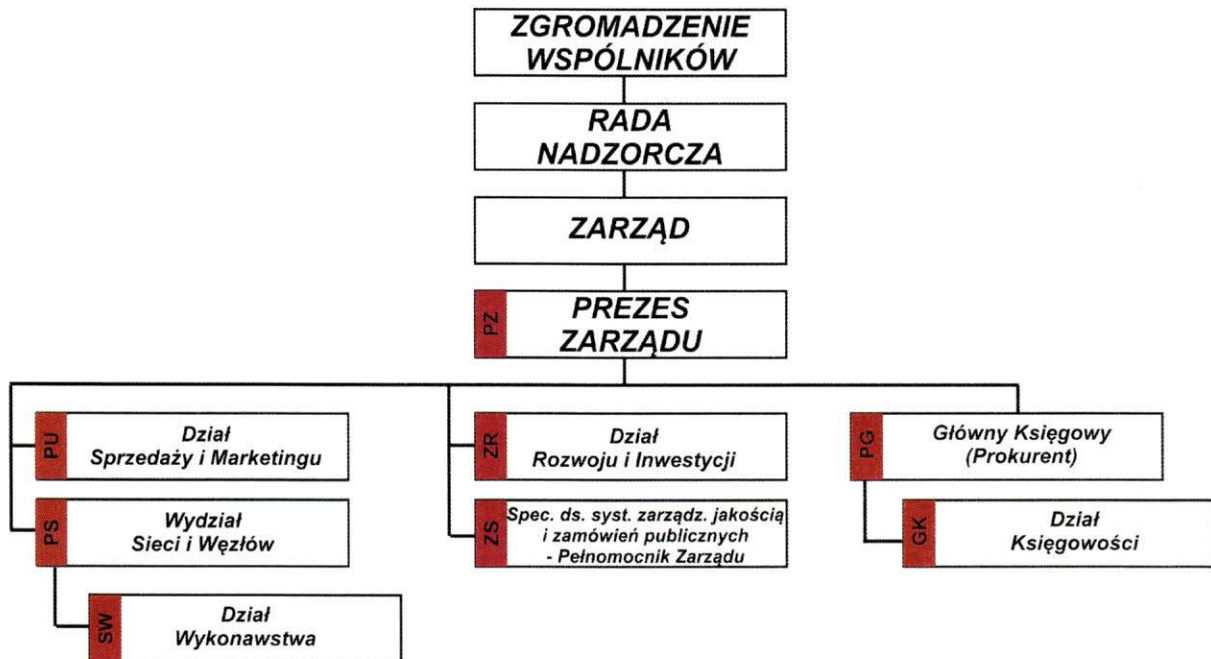 ZGROMADZENIE
WSPÓLNIKÓW
RADA
NADZORCZA
ZARZĄD
PZ
PREZES
ZARZĄDU
PU
Dział
Sprzedaży i Marketingu
ZR
Dział
Rozwoju i Inwestycji
PG
Główny Księgowy
(Prokurent)
PS
Wydział
Sieci i Węzłów
ZS
Spec. ds. syst. zarządz. jakością
i zamówień publicznych
- Pełnomocnik Zarządu
GK
Dział
Księgowości
SW
Dział
Wykonawstwa